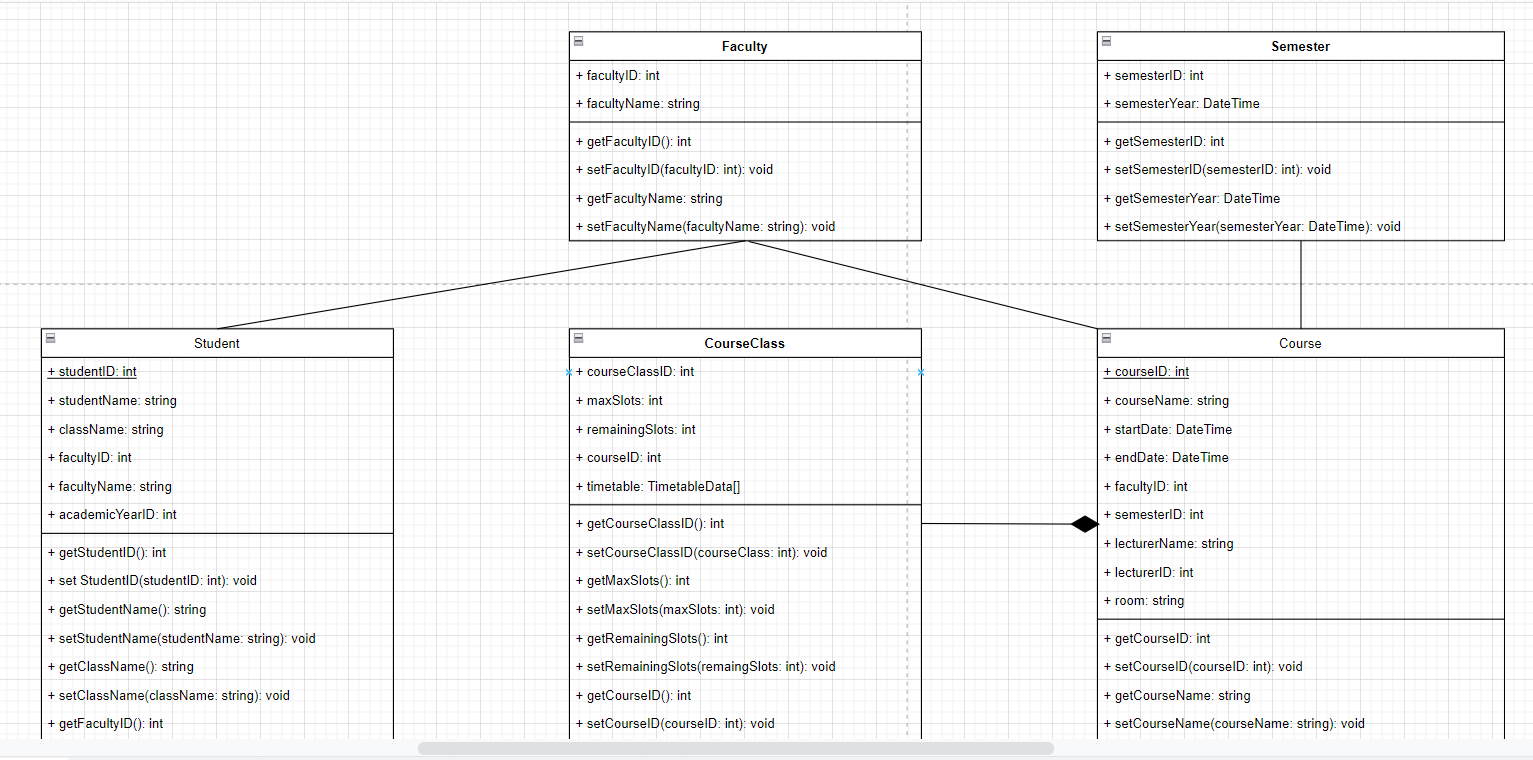 Faculty
+ facultyID: int
+ facultyName: string
+ getFacultyID(): int
+ setFacultyID(facultyID: int): void
+ getFacultyName: string
+ setFacultyName(facultyName: string): void
Semester
+ semesterID: int
+ semesterYear: DateTime
+ getSemesterID: int
+ setSemesterID(semesterID: int): void
+ getSemesterYear: DateTime
+ setSemesterYear(semesterYear: DateTime): void
Student
+ studentID: int
+ studentName: string
+ className: string
+ facultyID: int
+ facultyName: string
+ academicYearID: int
+ getStudentID(): int
+ set StudentID(studentID: int): void
+ getStudentName(): string
+ setStudentName(studentName: string): void
+ getClassName(): string
+ setClassName(className: string): void
+ getFacultyID(): int
CourseClass
+ courseClassID: int
+ maxSlots: int
+ remainingSlots: int
+ courseID: int
+ timetable: TimetableData[]
+ getCourseClassID(): int
+ setCourseClassID(courseClass: int): void
+ getMaxSlots(): int
+ setMaxSlots(maxSlots: int): void
+ getRemainingSlots(): int
+ setRemainingSlots(remaingSlots: int): void
+ getCourseID(): int
+ setCourseID(courseID: int): void
Course
+ courseID: int
+ courseName: string
+ startDate: DateTime
+ endDate: DateTime
+ facultyID: int
+ semesterID: int
+ lecturerName: string
+ lecturerID: int
+ room: string
+ getCourseID: int
+ setCourseID(courseID: int): void
+ getCourseName: string
+ setCourseName(courseName: string): void